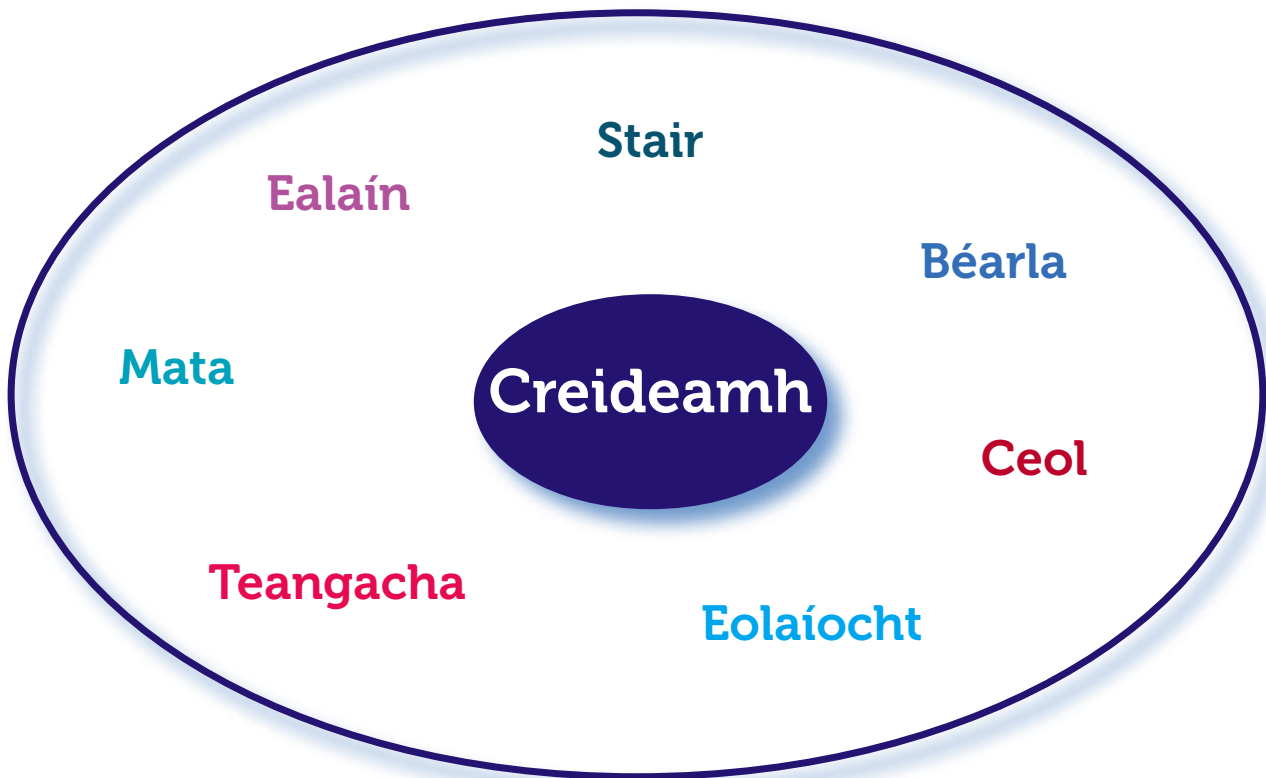 Stair
Ealaín
Béarla
Mata
Creideamh
Ceol
Teangacha
Eolaíocht